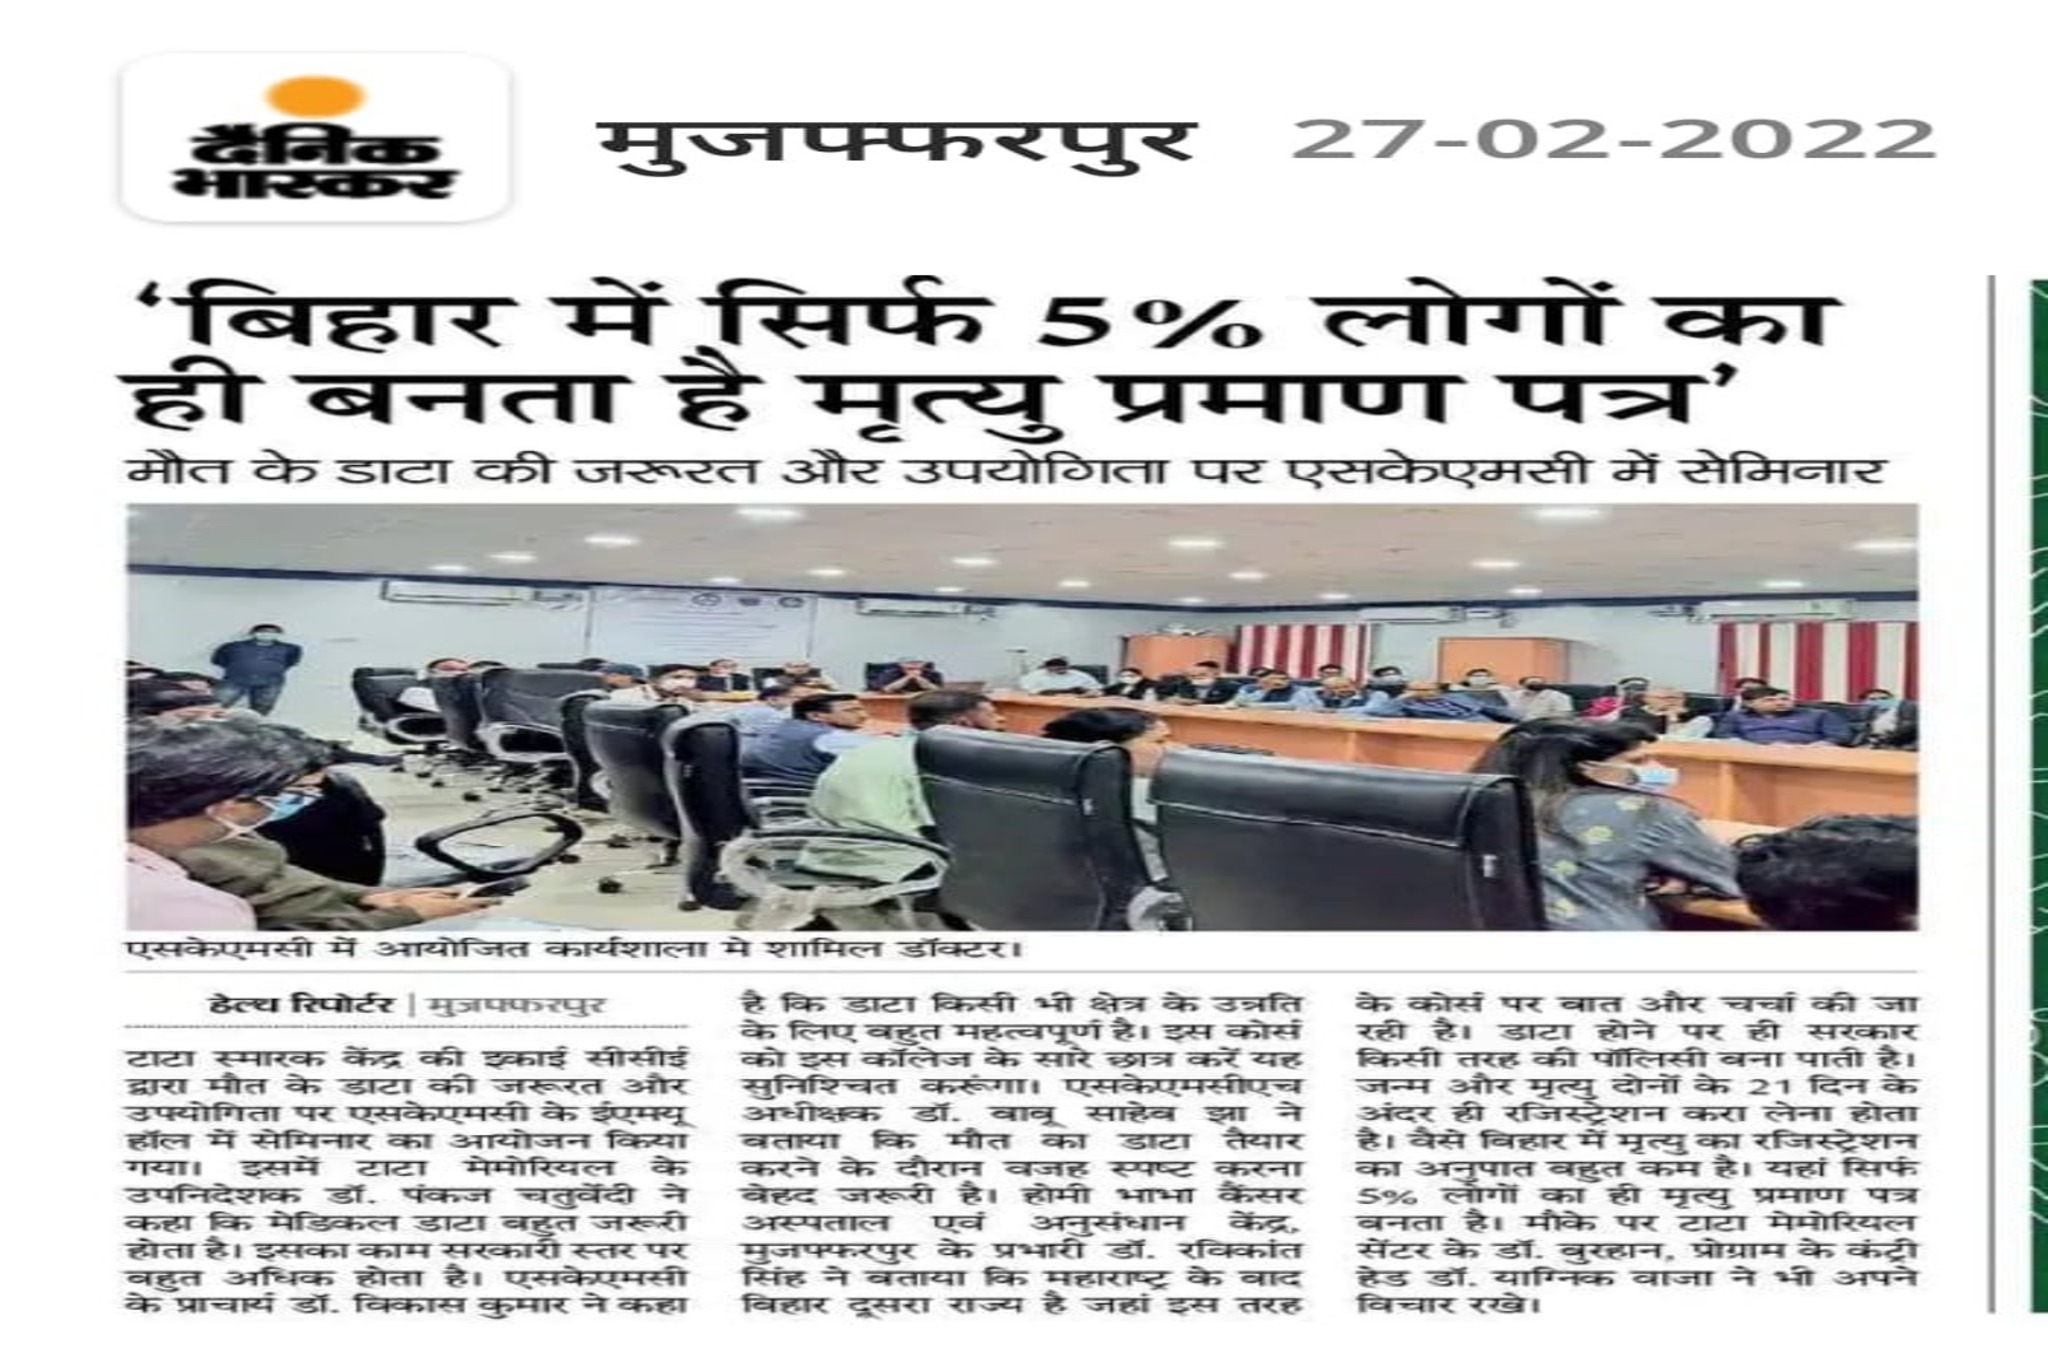 दैनिक
भास्कर
मुजफ्फरपुर 27-02-2022
‘बिहार में सिर्फ 5% लोगों का
ही बनता है मृत्यु प्रमाण पत्र’
मौत के डाटा की जरूरत और उपयोगिता पर एसकेएमसी में सेमिनार
एसकेएमसी में आयोजित कार्यशाला मे शामिल डॉक्टर।
हेल्थ रिपोर्टर | मुजफ्फरपुर
टाटा स्मारक केंद्र की इकाई सीसीई
द्वारा मौत के डाटा की जरूरत और
उपयोगिता पर एसकेएमसी के ईएमयू
हॉल में सेमिनार का आयोजन किया
गया। इसमें टाटा मेमोरियल के
उपनिदेशक डॉ. पंकज चतुर्वेदी ने
कहा कि मेडिकल डाटा बहुत जरूरी
होता है। इसका काम सरकारी स्तर पर
बहुत अधिक होता है। एसकेएमसी
के प्राचार्य डॉ. विकास कुमार ने कहा
है कि डाटा किसी भी क्षेत्र के उन्नति
के लिए बहुत महत्वपूर्ण है। इस कोर्स
को इस कॉलेज के सारे छात्र करें यह
सुनिश्चित करूंगा। एसकेएमसीएच
अधीक्षक डॉ. बाबू साहेब झा ने
बताया कि मौत का डाटा तैयार
करने के दौरान वजह स्पष्ट करना
बेहद जरूरी है। होमी भाभा कैंसर
अस्पताल एवं अनुसंधान केंद्र,
मुजफ्फरपुर के प्रभारी डॉ. रविकांत
सिंह ने बताया कि महाराष्ट्र के बाद
बिहार दूसरा राज्य है जहां इस तरह
के कोर्स पर बात और चर्चा की जा
रही है। डाटा होने पर ही सरकार
किसी तरह की पॉलिसी बना पाती है।
जन्म और मृत्यु दोनों के 21 दिन के
अंदर ही रजिस्ट्रेशन करा लेना होता
है। वैसे बिहार में मृत्यु का रजिस्ट्रेशन
का अनुपात बहुत कम है। यहां सिर्फ
5% लोगों का ही मृत्यु प्रमाण पत्र
बनता है। मौके पर टाटा मेमोरियल
सेंटर के डॉ. बुरहान, प्रोग्राम के कंट्री
हेड डॉ. याग्निक वाजा ने भी अपने
विचार रखे।